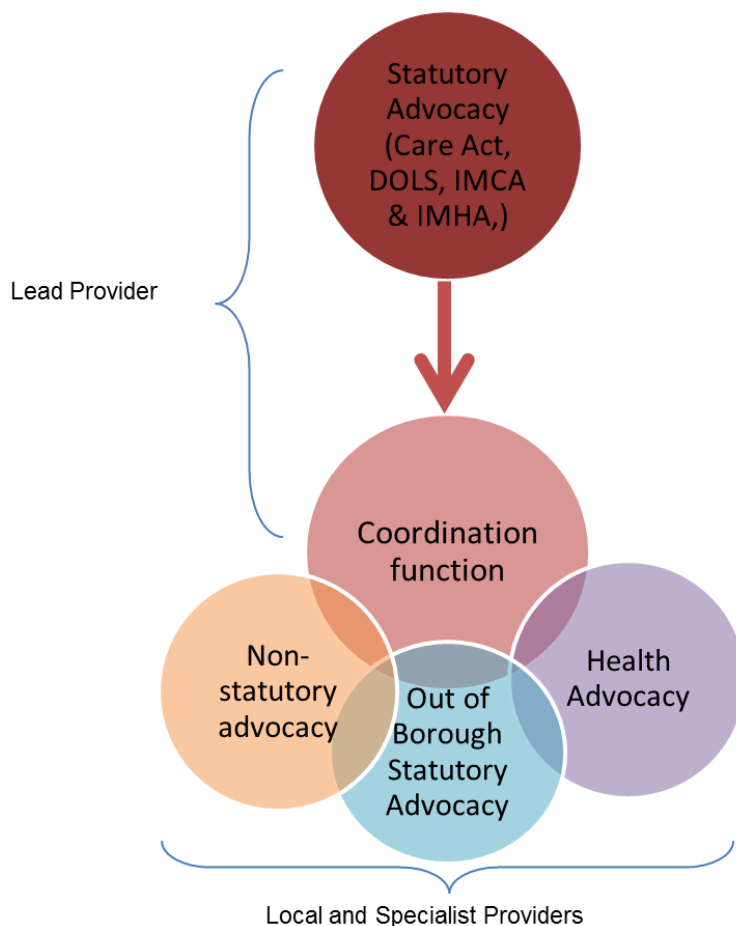 Statutory
Advocacy
(Care Act,
DOLS, IMCA
& IMHA,)
Lead Provider
Coordination
function
Non-
statutory
advocacy
Out of
Borough
Statutory
Advocacy
Health
Advocacy
Local and Specialist Providers